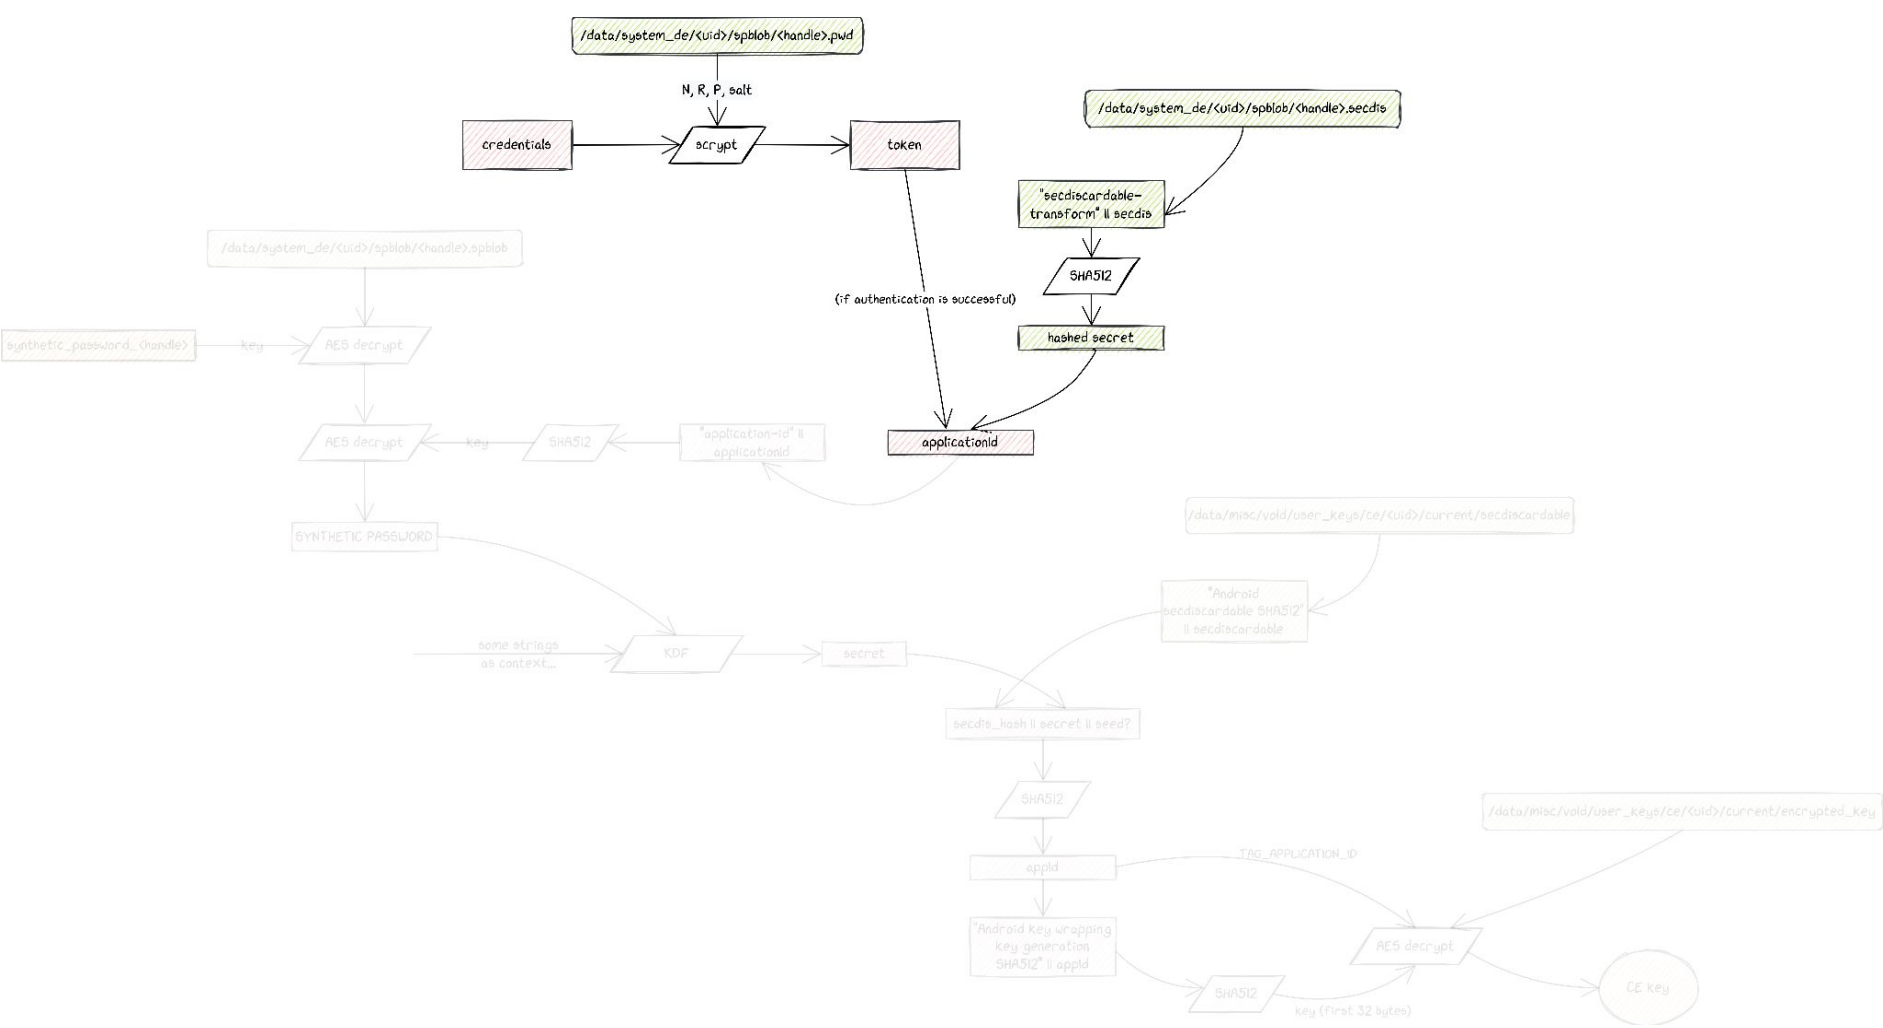 /data/system_de/<uid>/spblob/<handle>.pwd
N, R, P, salt
/data/system_de/<uid>/spblob/<handle>.secdis
credentials
scrypt
token
"secdiscardable-
transform" || secdis
/data/system_de/<uid>/spblob/<handle>.spblob
SHA512
(if authentication is successful)
hashed secret
synthetic_password_<handle>
key
AES decrypt
AES decrypt
key
SHA512
"application-id" ||
applicationId
applicationId
/data/misc/vold/user_keys/ce/<uid>/current/secdiscardable
SYNTHETIC PASSWORD
"Android
secdiscardable SHA512"
|| secdiscardable
some strings
as context...
KDF
secret
secdis_hash || secret || seed?
SHA512
/data/misc/vold/user_keys/ce/<uid>/current/encrypted_key
appId
TAG_APPLICATION_ID
"Android key wrapping
key generation
SHA512" || appId
AES decrypt
SHA512
key (first 32 bytes)
CE key